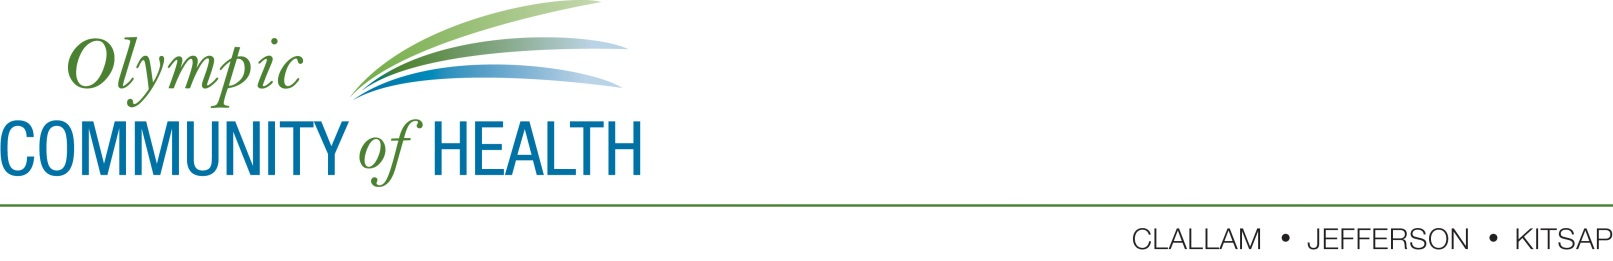 Olympic
COMMUNITY of HEALTH
CLALLAM • JEFFERSON • KITSAP